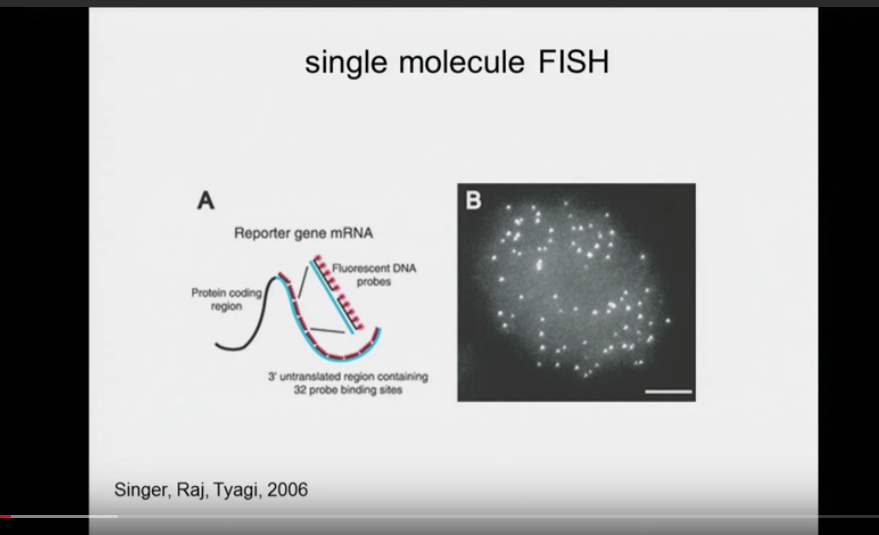 single molecule FISH
A
Reporter gene mRNA
Fluorescent DNA
probes
Protein coding
region
3' untranslated region containing
32 probe binding sites
B
Singer, Raj, Tyagi, 2006